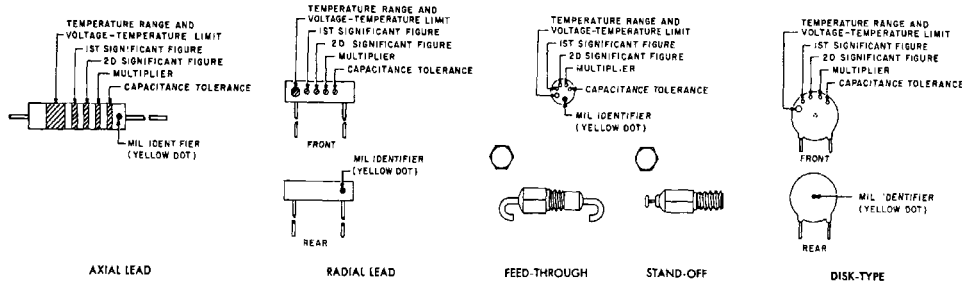 TEMPERATURE RANGE AND
VOLTAGE-TEMPERATURE LIMIT
1ST SIGNIFICANT FIGURE
2D SIGNIFICANT FIGURE
MULTIPLIER
CAPACITANCE TOLERANCE
MIL IDENTIFIER
(YELLOW DOT)
AXIAL LEAD
TEMPERATURE RANGE AND
VOLTAGE-TEMPERATURE LIMIT
1ST SIGNIFICANT FIGURE
2D SIGNIFICANT FIGURE
MULTIPLIER
CAPACITANCE TOLERANCE
FRONT
MIL IDENTIFIER
(YELLOW DOT)
REAR
RADIAL LEAD
TEMPERATURE RANGE AND
VOLTAGE-TEMPERATURE LIMIT
1ST SIGNIFICANT FIGURE
2D SIGNIFICANT FIGURE
MULTIPLIER
CAPACITANCE TOLERANCE
MIL IDENTIFIER
(YELLOW DOT)
FEED-THROUGH
STAND-OFF
TEMPERATURE RANGE AND
VOLTAGE-TEMPERATURE LIMIT
1ST SIGNIFICANT FIGURE
2D SIGNIFICANT FIGURE
MULTIPLIER
CAPACITANCE TOLERANCE
FRONT
MIL IDENTIFIER
(YELLOW DOT)
REAR
DISK-TYPE